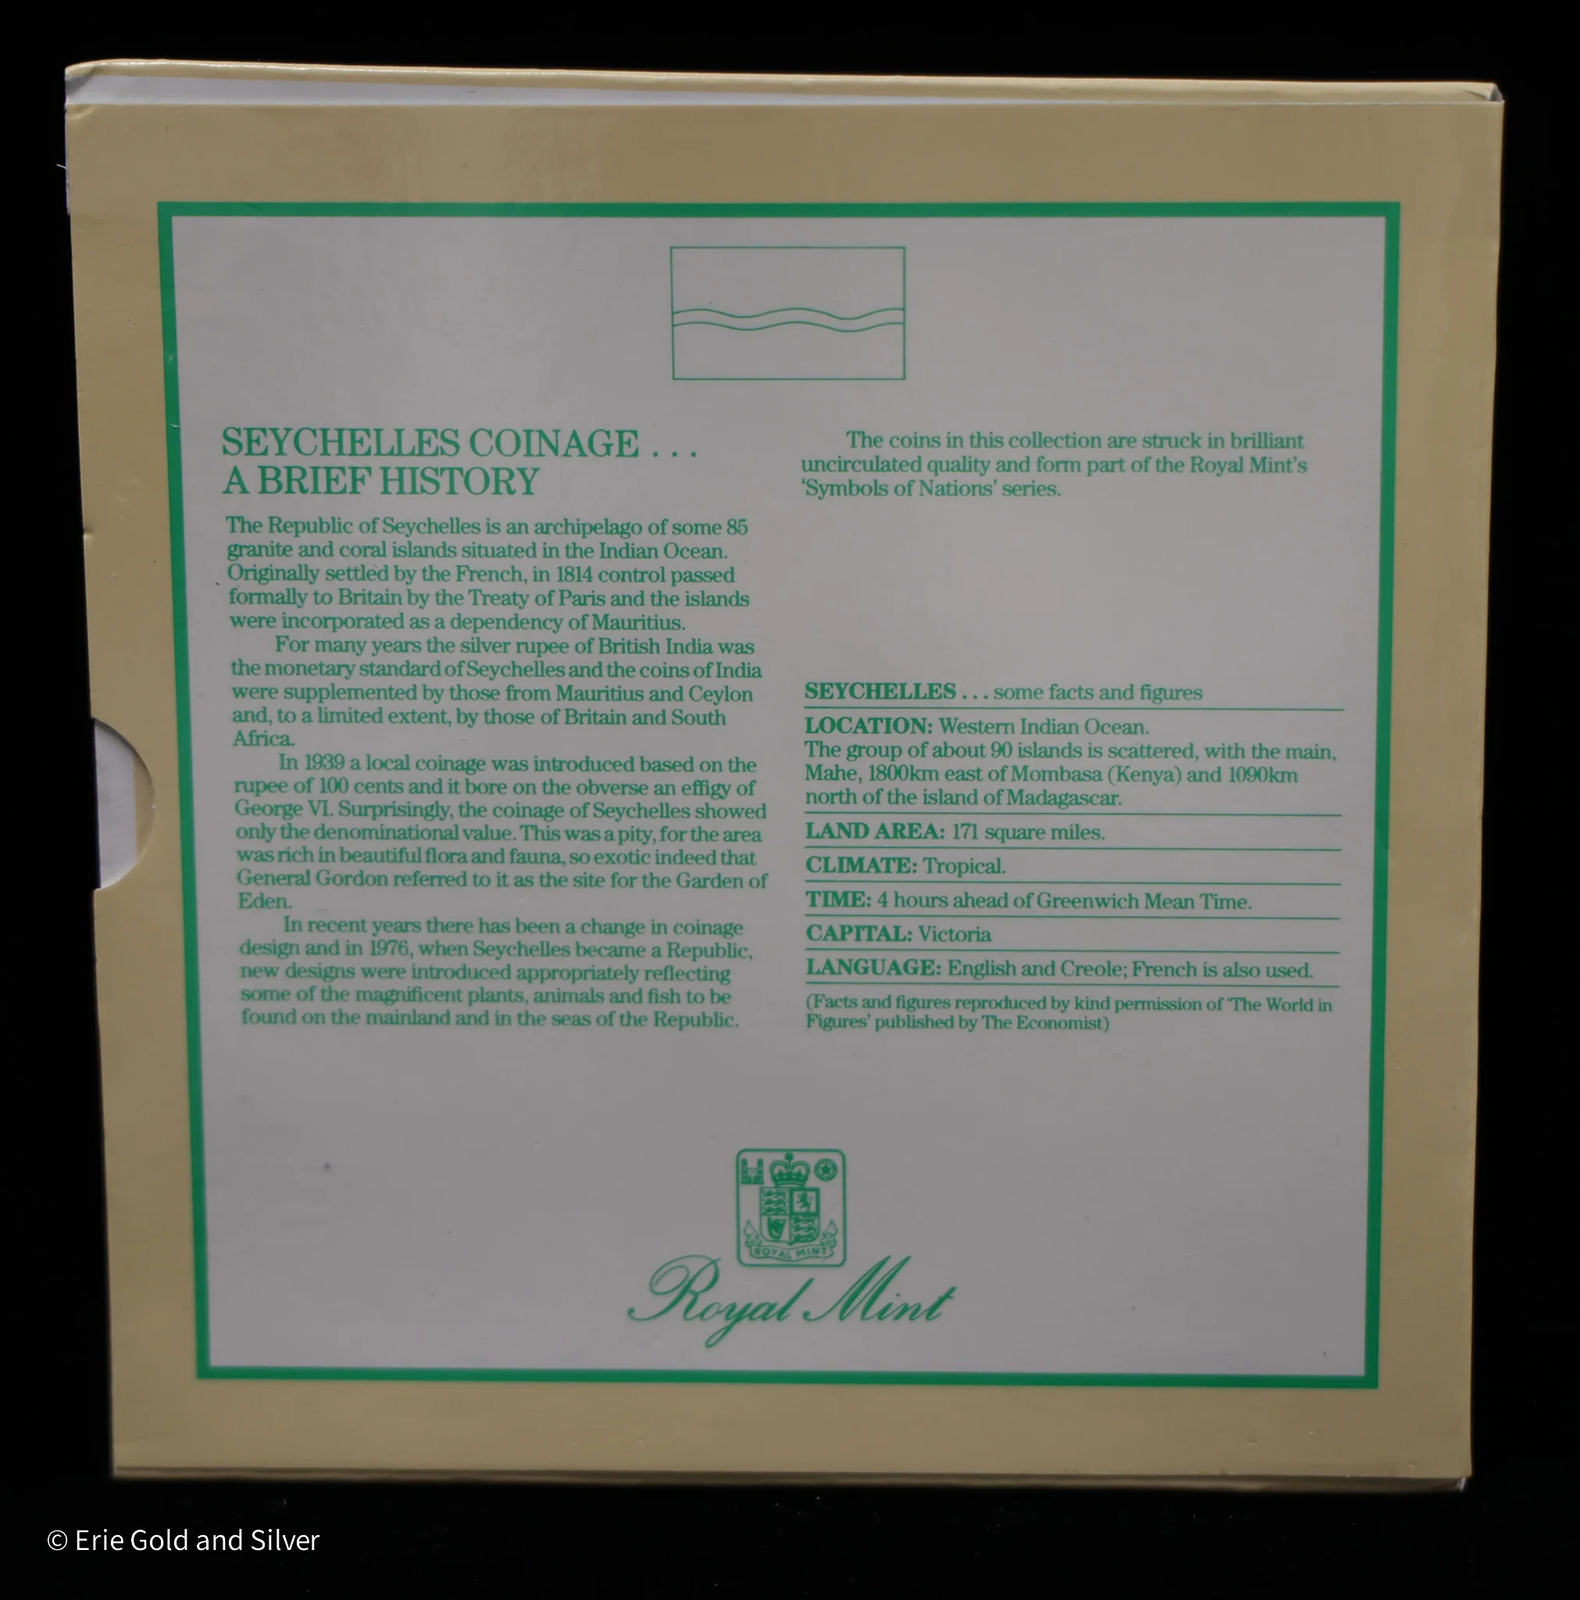 SEYCHELLES COINAGE . . .
A BRIEF HISTORY
The Republic of Seychelles is an archipelago of some 85
granite and coral islands situated in the Indian Ocean.
Originally settled by the French, in 1814 control passed
formally to Britain by the Treaty of Paris and the islands
were incorporated as a dependency of Mauritius.
For many years the silver rupee of British India was
the monetary standard of Seychelles and the coins of India
were supplemented by those from Mauritius and Ceylon
and, to a limited extent, by those of Britain and South
Africa.
In 1939 a local coinage was introduced based on the
rupee of 100 cents and it bore on the obverse an effigy of
George VI. Surprisingly, the coinage of Seychelles showed
only the denominational value. This was a pity, for the area
was rich in beautiful flora and fauna, so exotic indeed that
General Gordon referred to it as the site for the Garden of
Eden.
In recent years there has been a change in coinage
design and in 1976, when Seychelles became a Republic,
new designs were introduced appropriately reflecting
some of the magnificent plants, animals and fish to be
found on the mainland and in the seas of the Republic.
The coins in this collection are struck in brilliant
uncirculated quality and form part of the Royal Mint's
'Symbols of Nations' series.
SEYCHELLES . . . some facts and figures
LOCATION: Western Indian Ocean.
The group of about 90 islands is scattered, with the main,
Mahe, 1800km east of Mombasa (Kenya) and 1090km
north of the island of Madagascar.
LAND AREA: 171 square miles.
CLIMATE: Tropical.
TIME: 4 hours ahead of Greenwich Mean Time.
CAPITAL: Victoria
LANGUAGE: English and Creole; French is also used.
(Facts and figures reproduced by kind permission of 'The World in
Figures' published by The Economist)
ROYAL MINT
Royal Mint
© Erie Gold and Silver